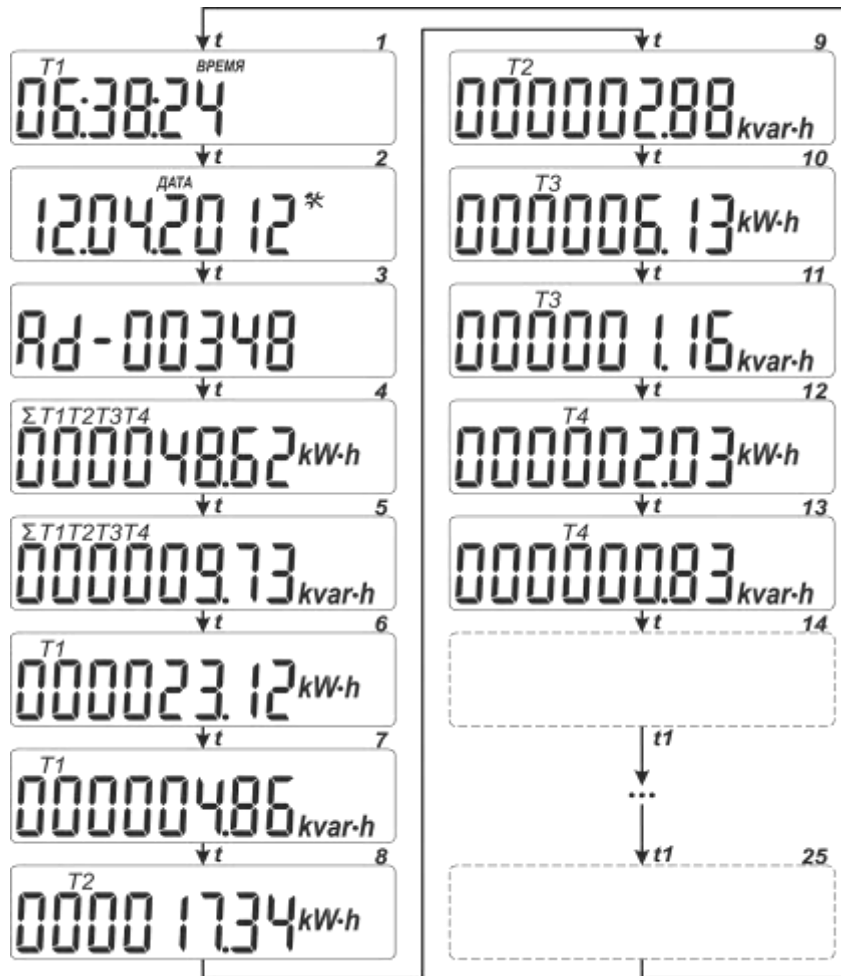 t 1
T1 ВРЕМЯ
06:38:24
t 2
ДАТА
12.04.2012
t 3
Ad-00348
t 4
ΣT1T2T3T4
000048.62 kW·h
t 5
ΣT1T2T3T4
000009.73 kvar·h
t 6
T1
000023.12 kW·h
t 7
T1
000004.86 kvar·h
t 8
T2
000017.34 kW·h
t 9
T2
000002.88 kvar·h
t 10
T3
000006.13 kW·h
t 11
T3
000001.16 kvar·h
t 12
T4
000002.03 kW·h
t 13
T4
000000.83 kvar·h
t 14
t1
...
t1 25